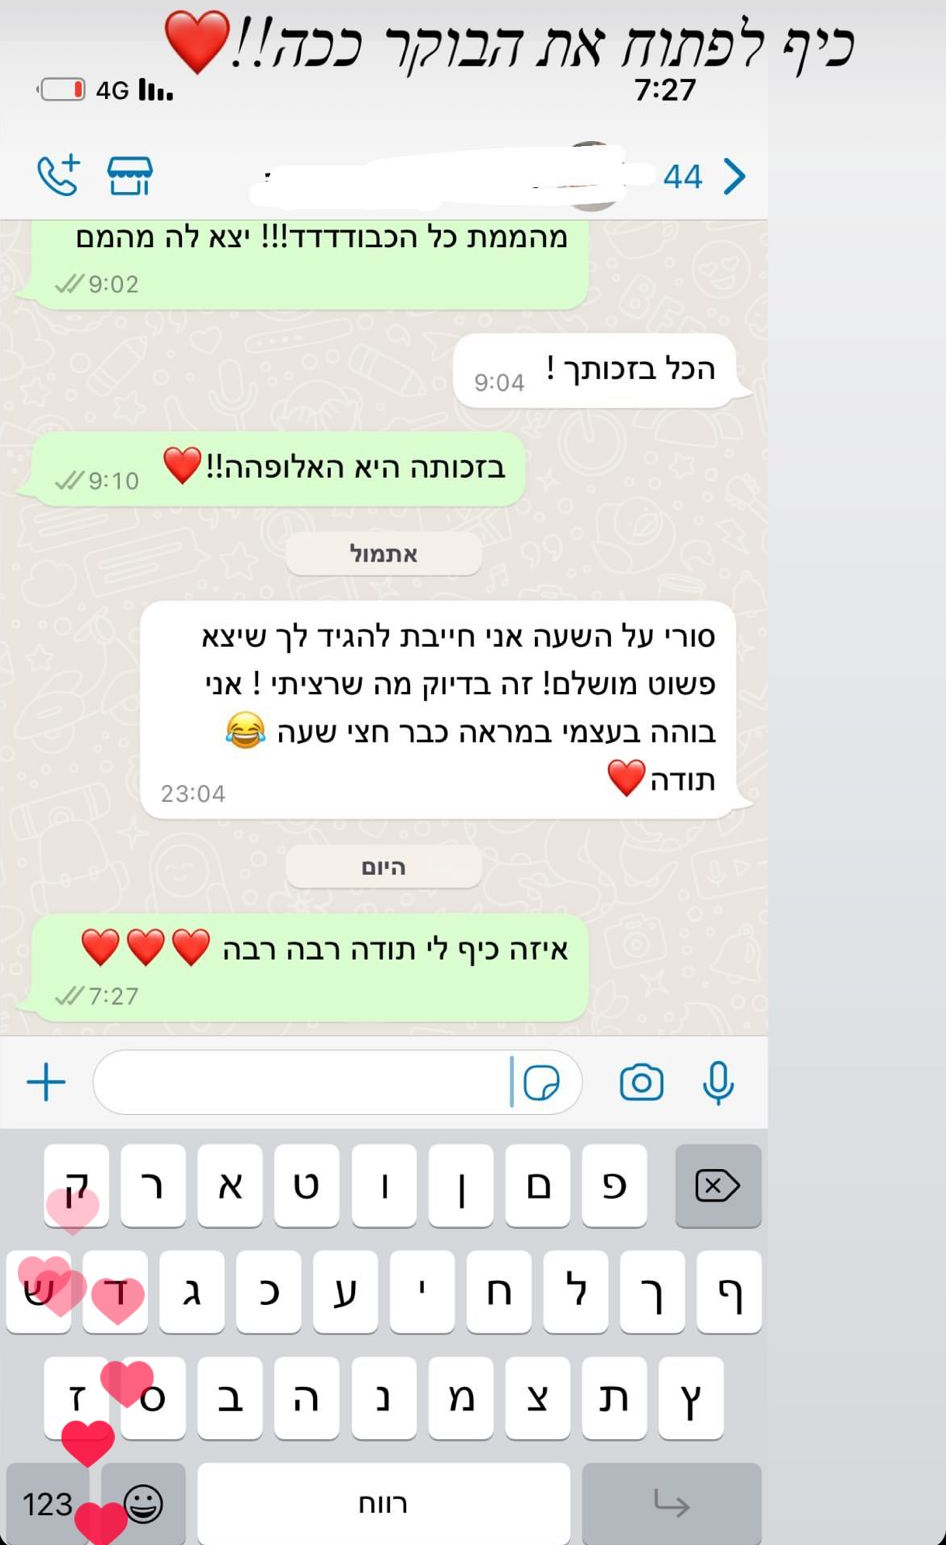 כיף לפתוח את הבוקר ככה!!❤️
4G 7:27
44
מהממת כל הכבודדדד!!! יצא לה מהמם
9:02
הכל בזכותך !
9:04
בזכותה היא האלופהה!!❤️
9:10
אתמול
סורי על השעה אני חייבת להגיד לך שיצא
פשוט מושלם! זה בדיוק מה שרציתי ! אני
בוהה בעצמי במראה כבר חצי שעה 😂
תודה❤️
23:04
היום
איזה כיף לי תודה רבה רבה ❤️❤️❤️
7:27
פ ם ן ו ט א ר ק
ף ך ל ח י ע כ ג ד ש
ץ ת צ מ נ ה ב ס ז
רווח 123